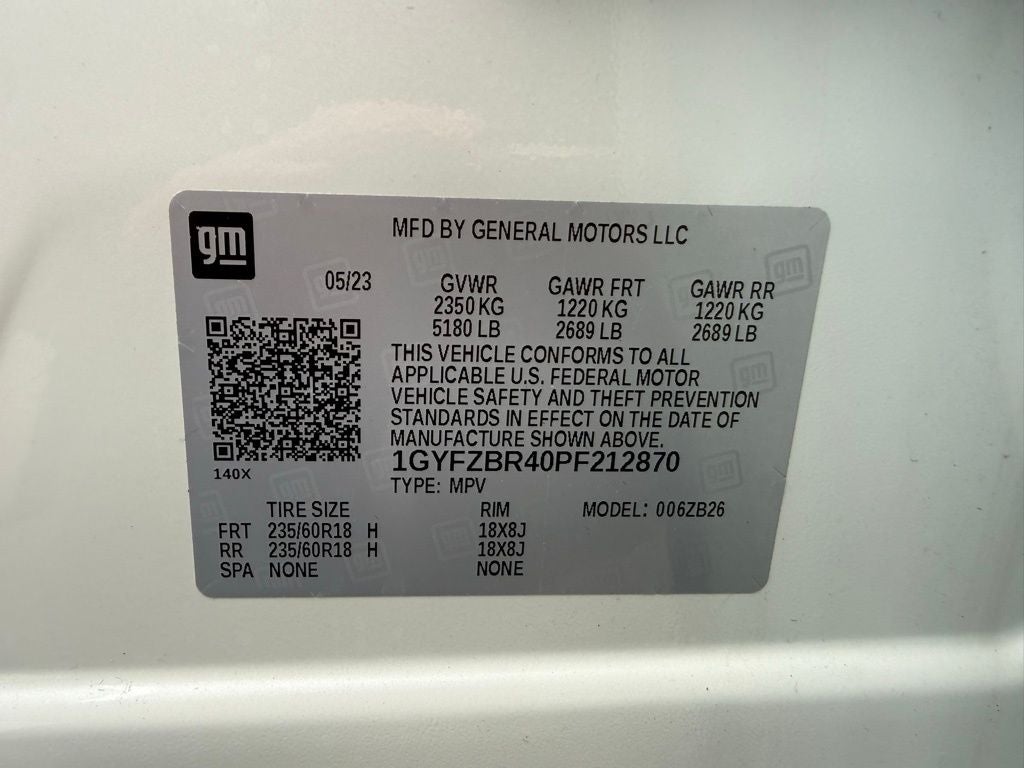 gm
MFD BY GENERAL MOTORS LLC
05/23 GVWR GAWR FRT GAWR RR
2350 KG 1220 KG 1220 KG
5180 LB 2689 LB 2689 LB
THIS VEHICLE CONFORMS TO ALL
APPLICABLE U.S. FEDERAL MOTOR
VEHICLE SAFETY AND THEFT PREVENTION
STANDARDS IN EFFECT ON THE DATE OF
MANUFACTURE SHOWN ABOVE.
140X 1GYFZBR40PF212870
TYPE: MPV
TIRE SIZE RIM MODEL: 006ZB26
FRT 235/60R18 H 18X8J
RR 235/60R18 H 18X8J
SPA NONE NONE